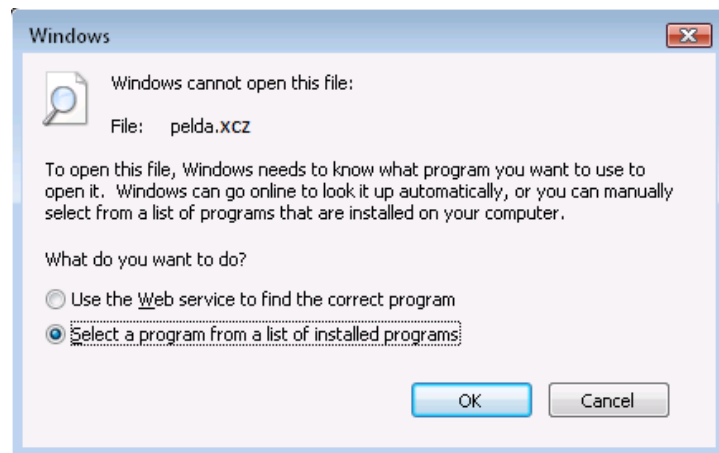 Windows
Windows cannot open this file:
File: pelda.xcz
To open this file, Windows needs to know what program you want to use to
open it. Windows can go online to look it up automatically, or you can manually
select from a list of programs that are installed on your computer.
What do you want to do?
Use the Web service to find the correct program
Select a program from a list of installed programs
OK Cancel